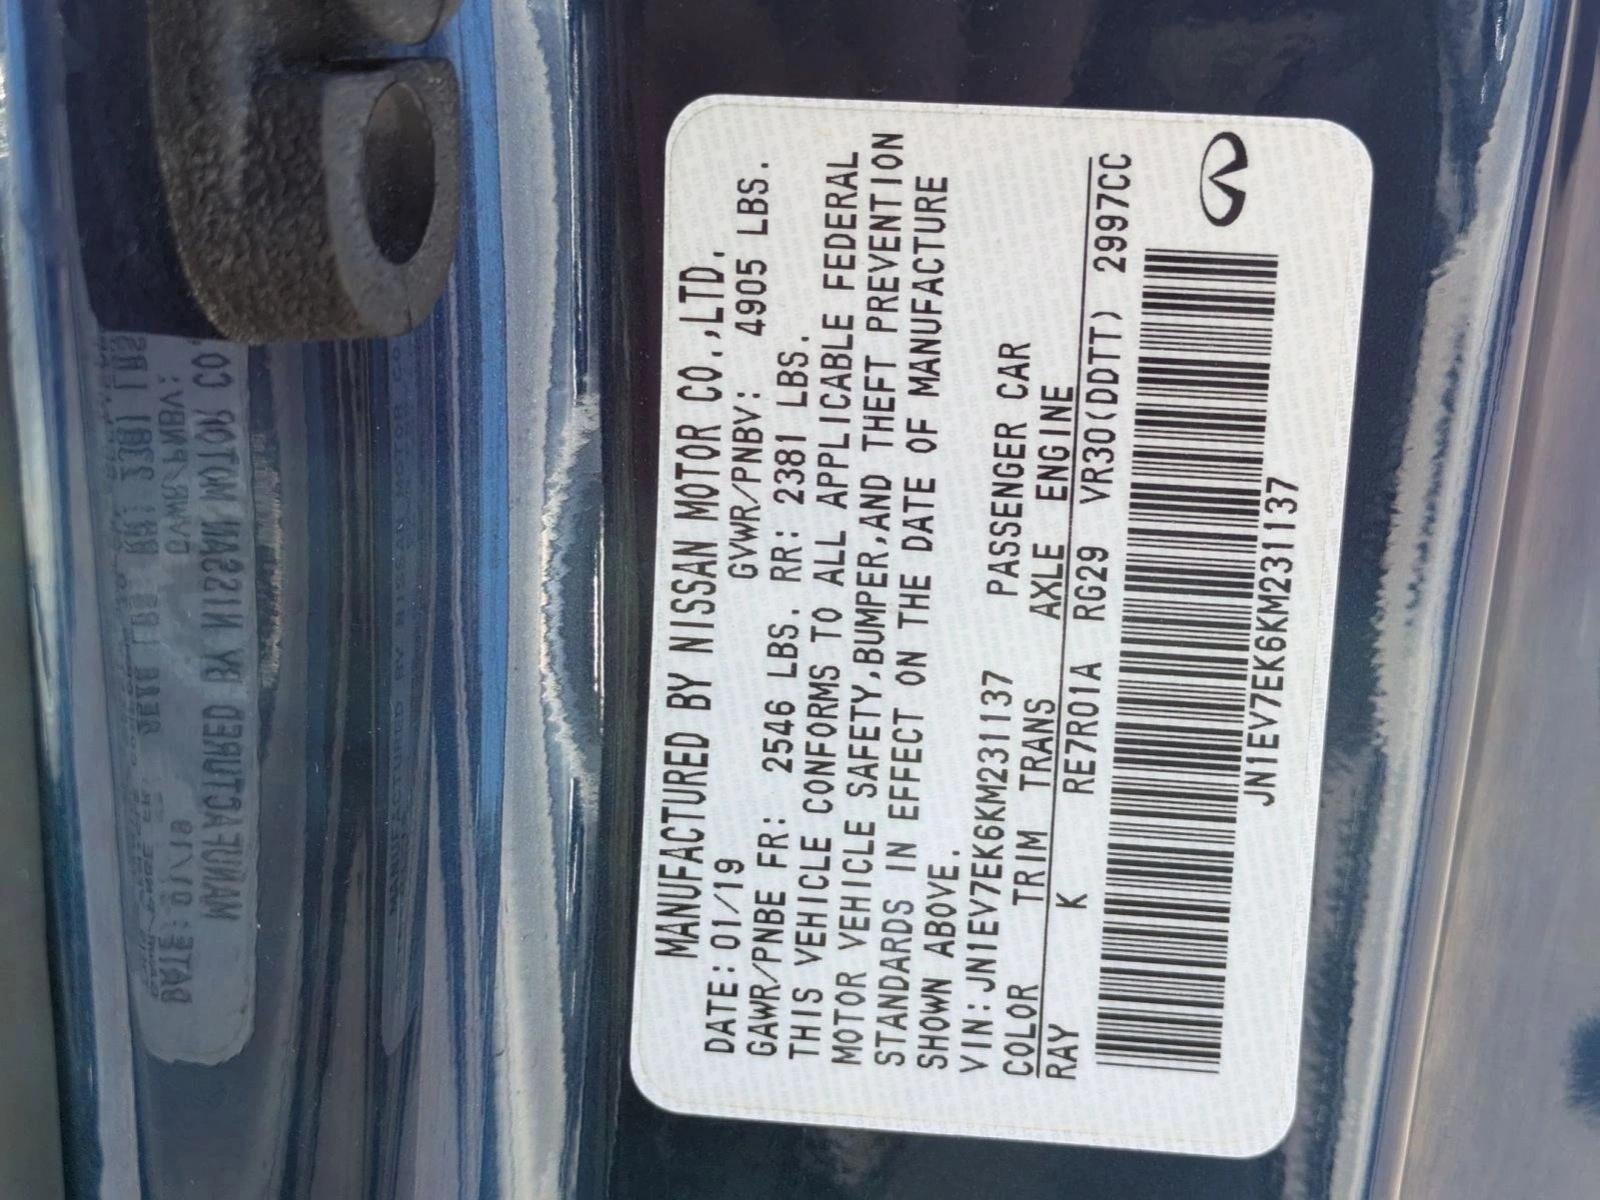 MANUFACTURED BY NISSAN MOTOR CO.,LTD.
DATE: 01/19 GVWR/PNBV: 4905 LBS.
GAWR/PNBE FR: 2546 LBS. RR: 2381 LBS.
THIS VEHICLE CONFORMS TO ALL APPLICABLE FEDERAL
MOTOR VEHICLE SAFETY,BUMPER,AND THEFT PREVENTION
STANDARDS IN EFFECT ON THE DATE OF MANUFACTURE
SHOWN ABOVE.
VIN:JN1EV7EK6KM231137 PASSENGER CAR
COLOR TRIM TRANS AXLE ENGINE
RAY K RE7R01A RG29 VR30(DDTT) 2997CC
JN1EV7EK6KM231137